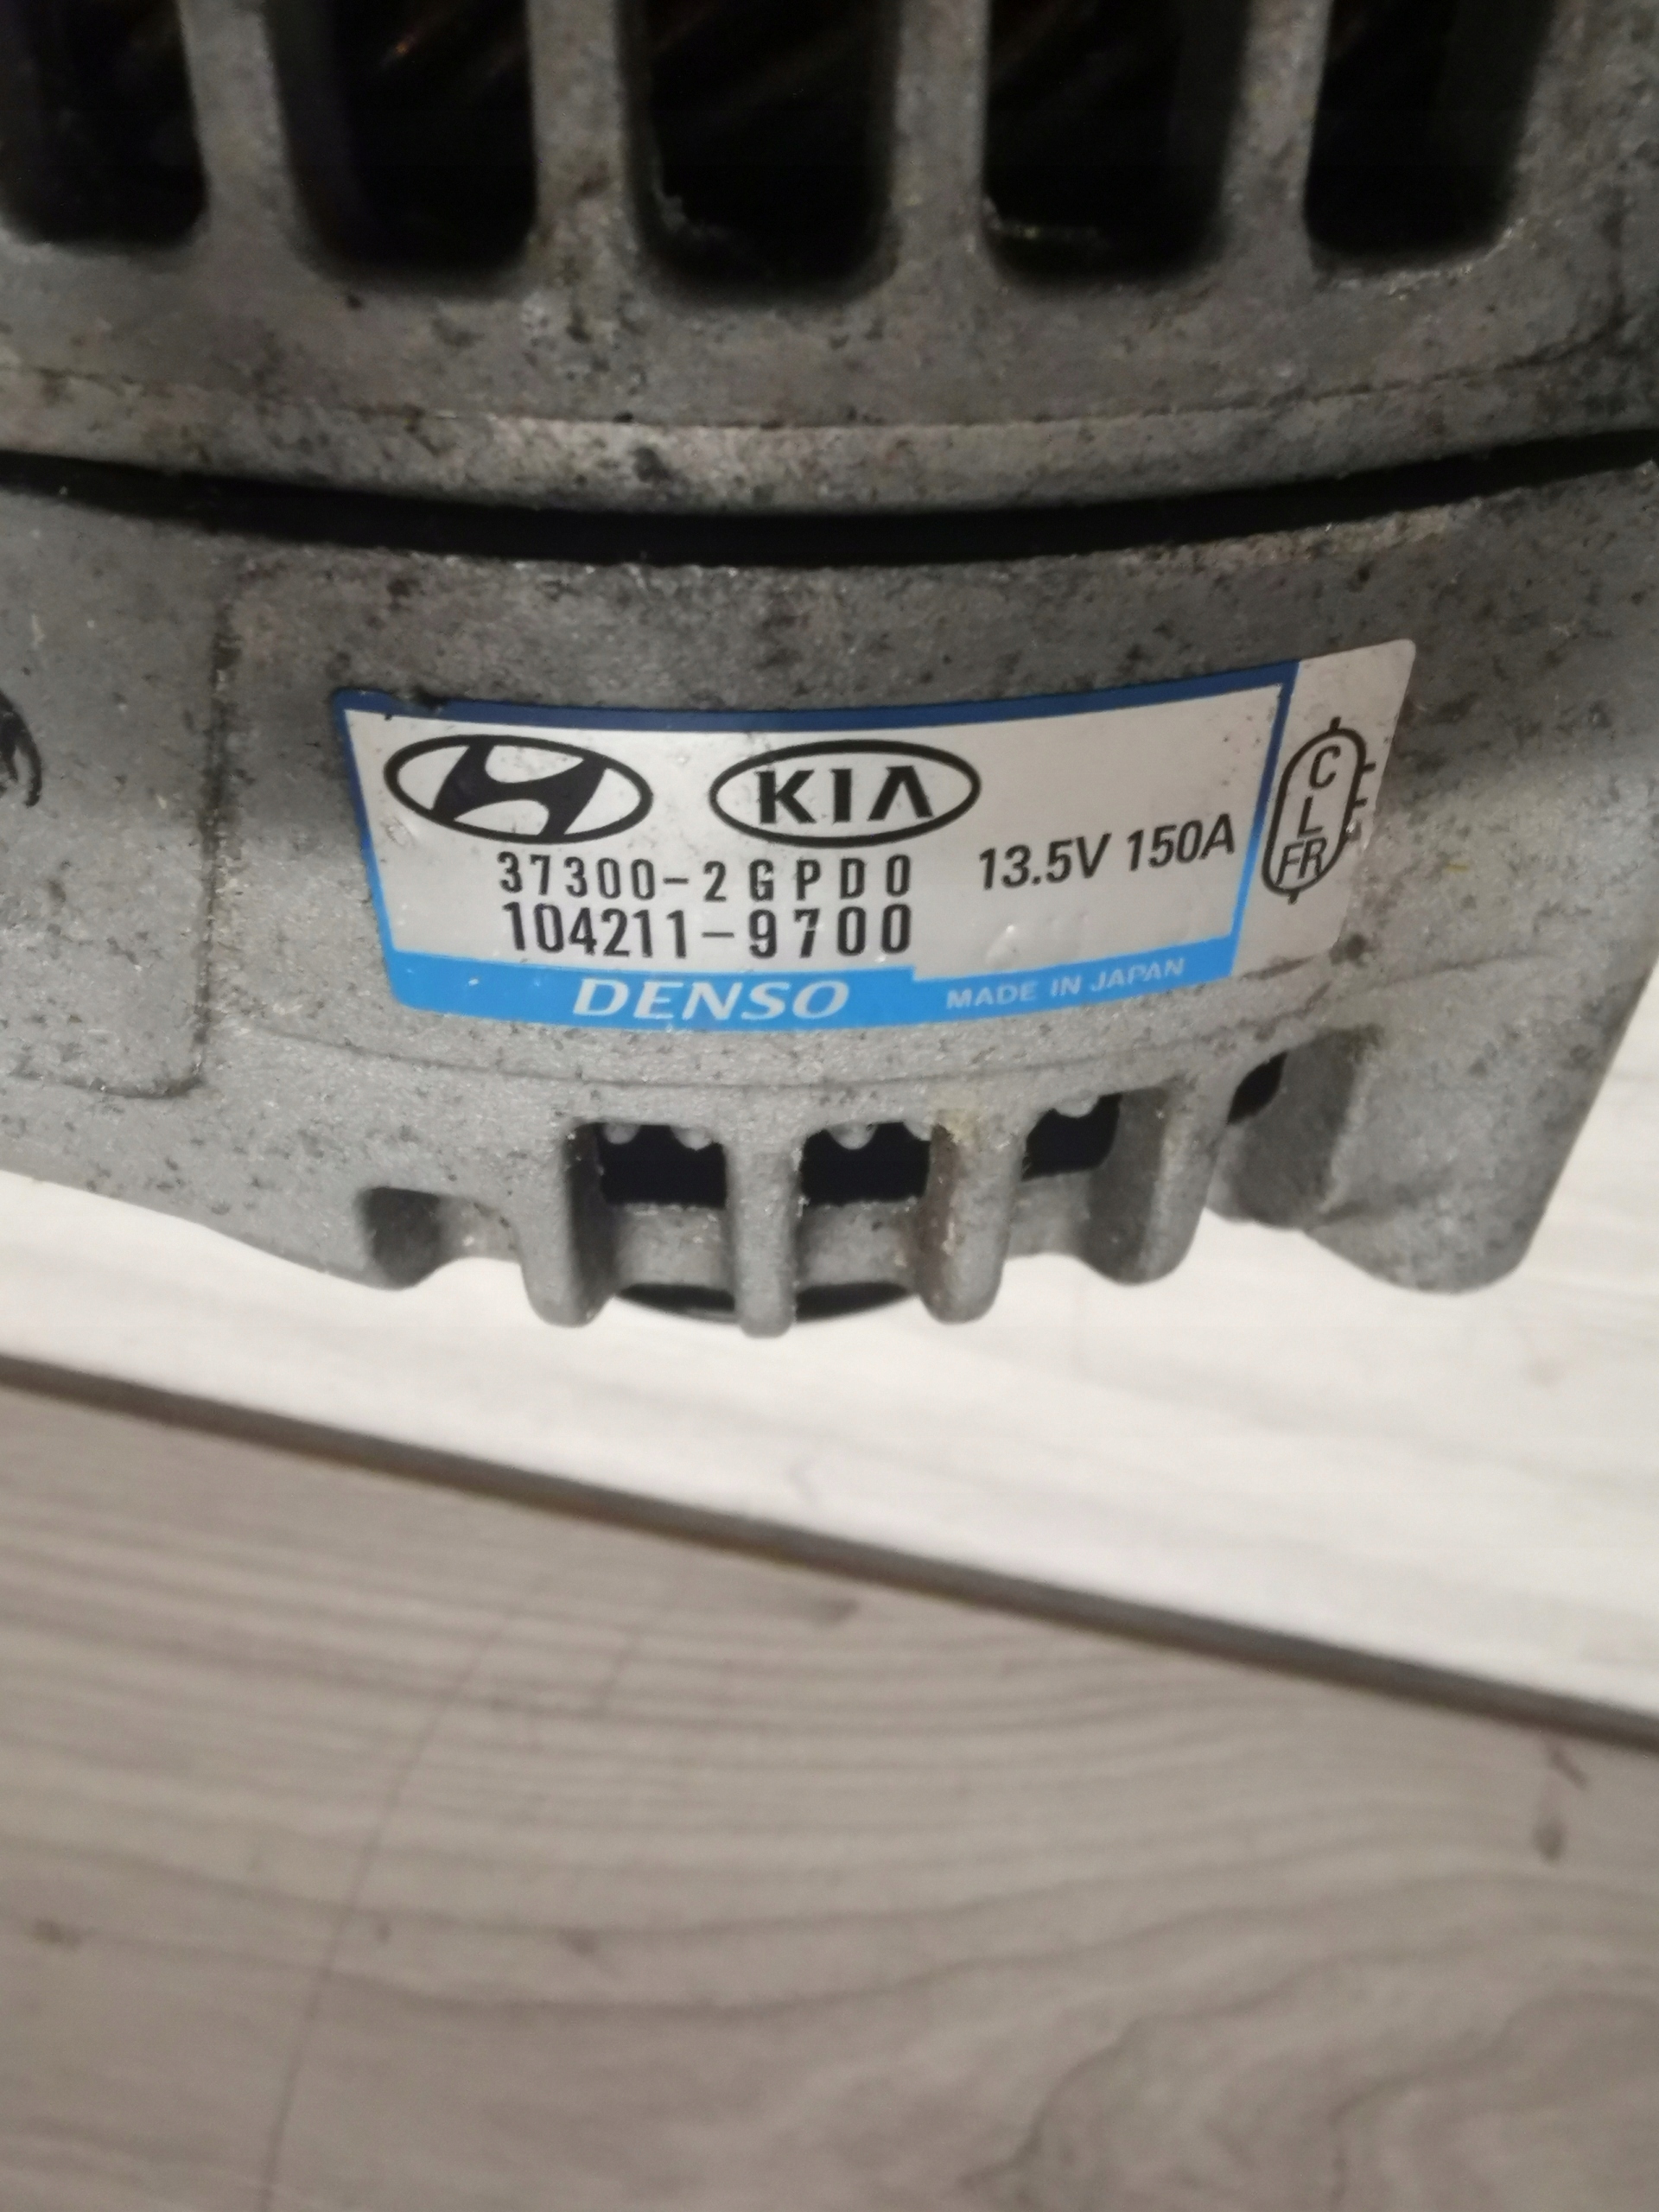 KIA
37300-2GPD0
13.5V 150A
104211-9700
DENSO
MADE IN JAPAN
C
L
FR